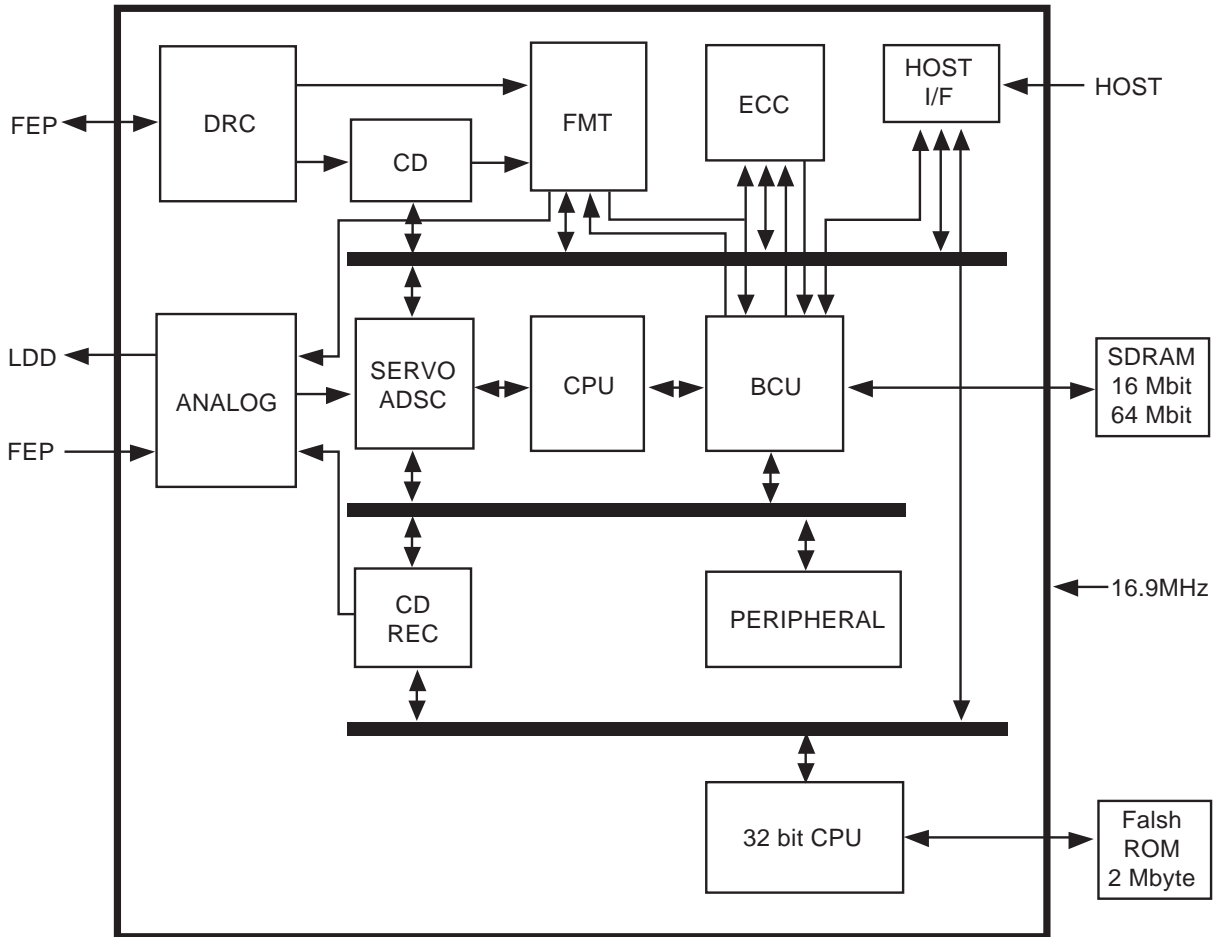 HOST
I/F
HOST
FEP
DRC
FMT
ECC
CD
LDD
ANALOG
SERVO
ADSC
CPU
BCU
SDRAM
16 Mbit
64 Mbit
FEP
CD
REC
PERIPHERAL
16.9MHz
32 bit CPU
Falsh
ROM
2 Mbyte